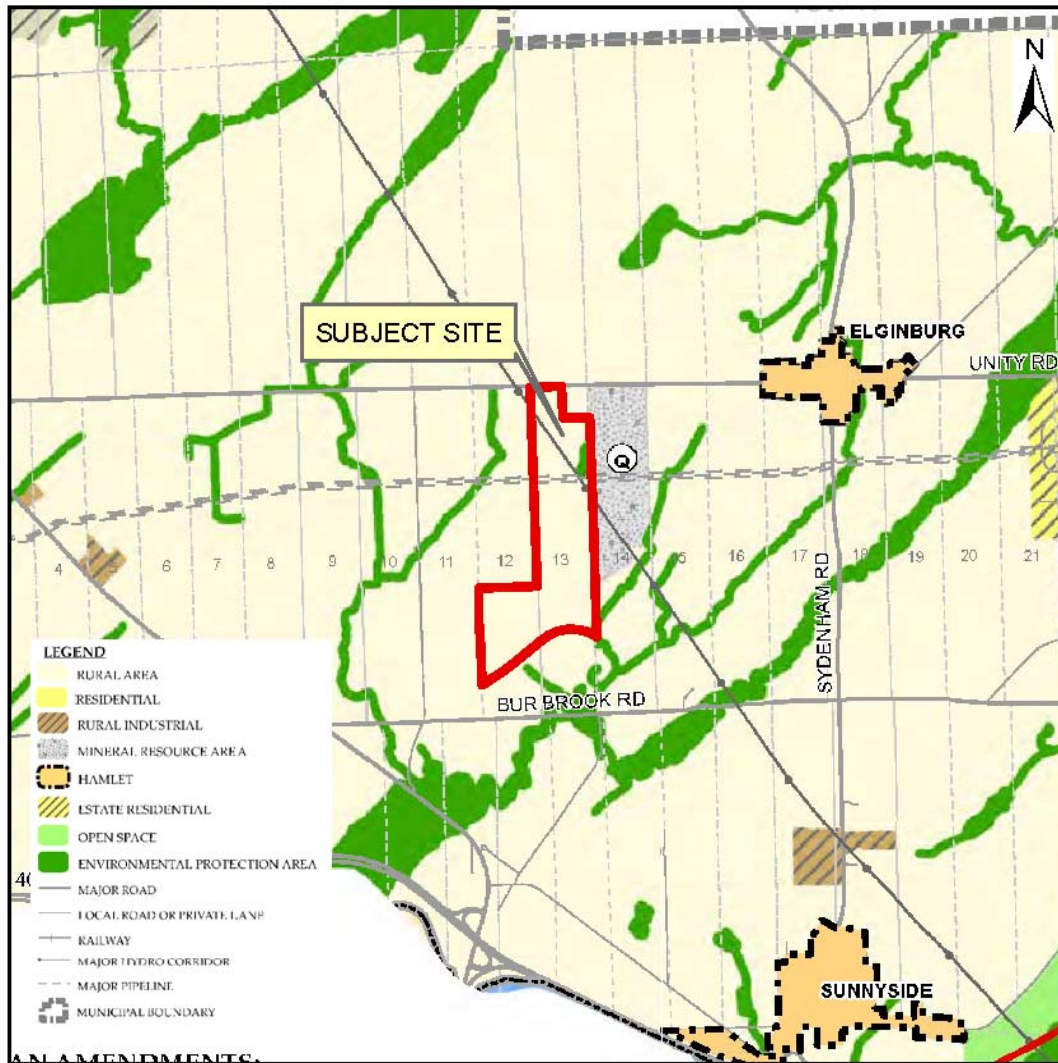 N
SUBJECT SITE
ELGINBURG
UNITY RD
Q
4
6
7
8
9
10
11
12
13
14
15
16
17
18
19
20
21
SYDENHAM RD
BUR BROOK RD
LEGEND
RURAL AREA
RESIDENTIAL
RURAL INDUSTRIAL
MINERAL RESOURCE AREA
HAMLET
ESTATE RESIDENTIAL
OPEN SPACE
ENVIRONMENTAL PROTECTION AREA
MAJOR ROAD
LOCAL ROAD OR PRIVATE LANE
RAILWAY
MAJOR HYDRO CORRIDOR
MAJOR PIPELINE
MUNICIPAL BOUNDARY
SUNNYSIDE
AN AMENDMENTS: